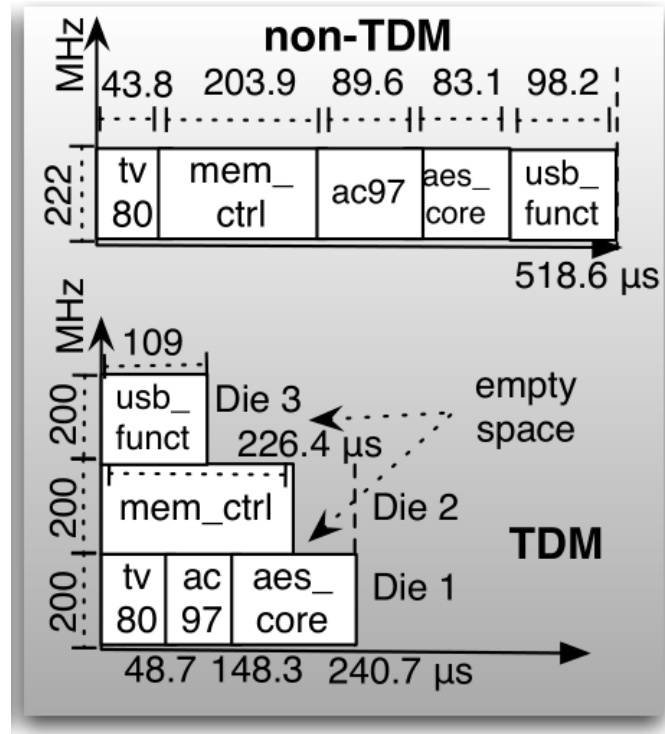 non-TDM
MHz
43.8 203.9 89.6 83.1 98.2
222
tv
80
mem_
ctrl
ac97
aes_
core
usb_
funct
518.6 µs
MHz
109
200
usb_
funct
Die 3
empty
space
226.4 µs
200
mem_ctrl
Die 2
TDM
200
tv
80
ac
97
aes_
core
Die 1
48.7 148.3 240.7 µs